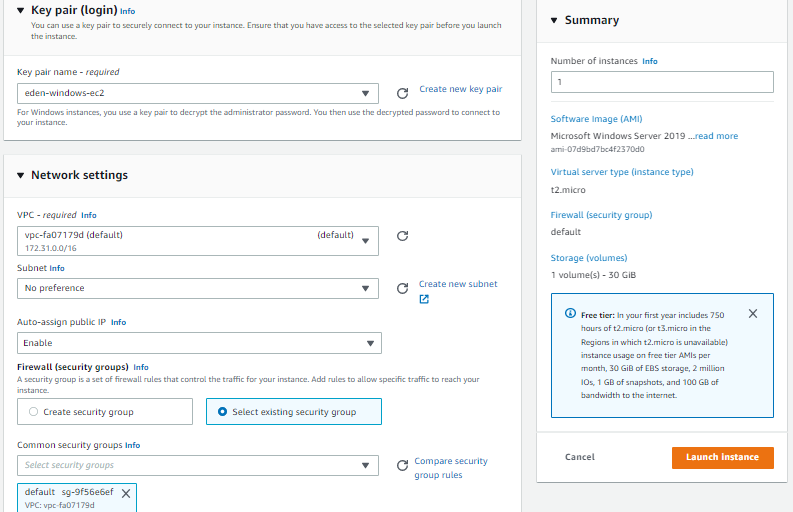 Key pair (login) Info
You can use a key pair to securely connect to your instance. Ensure that you have access to the selected key pair before you launch
the instance.
Key pair name - required
eden-windows-ec2
Create new key pair
For Windows instances, you use a key pair to decrypt the administrator password. You then use the decrypted password to connect to
your instance.
Network settings
VPC - required Info
vpc-fa07179d (default) (default)
172.31.0.0/16
Subnet Info
No preference
Create new subnet
Auto-assign public IP Info
Enable
Firewall (security groups) Info
A security group is a set of firewall rules that control the traffic for your instance. Add rules to allow specific traffic to reach your
instance.
Create security group
Select existing security group
Common security groups Info
Select security groups
Compare security
group rules
default sg-9f56e6ef
VPC: vpc-fa07179d
Summary
Number of instances Info
1
Software Image (AMI)
Microsoft Windows Server 2019 ...read more
ami-07d9bd7bc4f2370d0
Virtual server type (instance type)
t2.micro
Firewall (security group)
default
Storage (volumes)
1 volume(s) - 30 GiB
Free tier: In your first year includes 750
hours of t2.micro (or t3.micro in the
Regions in which t2.micro is unavailable)
instance usage on free tier AMIs per
month, 30 GiB of EBS storage, 2 million
IOs, 1 GB of snapshots, and 100 GB of
bandwidth to the internet.
Cancel
Launch instance